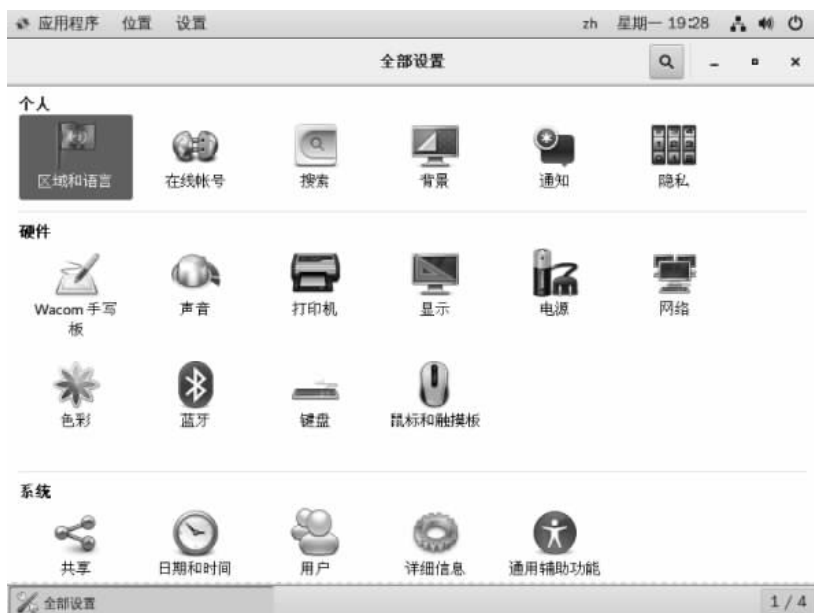 应用程序 位置 设置 zh 星期一 19:28
全部设置
个人
区域和语言 在线帐号 搜索 背景 通知 隐私
硬件
Wacom 手写 声音 打印机 显示 电源 网络
板
色彩 蓝牙 键盘 鼠标和触摸板
系统
共享 日期和时间 用户 详细信息 通用辅助功能
全部设置 1 / 4